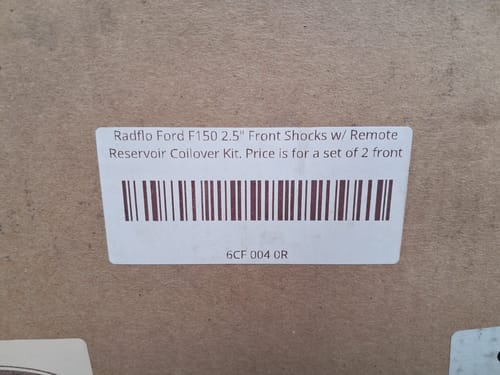 Radflo Ford F150 2.5" Front Shocks w/ Remote
Reservoir Coilover Kit. Price is for a set of 2 front
6CF 004 0R